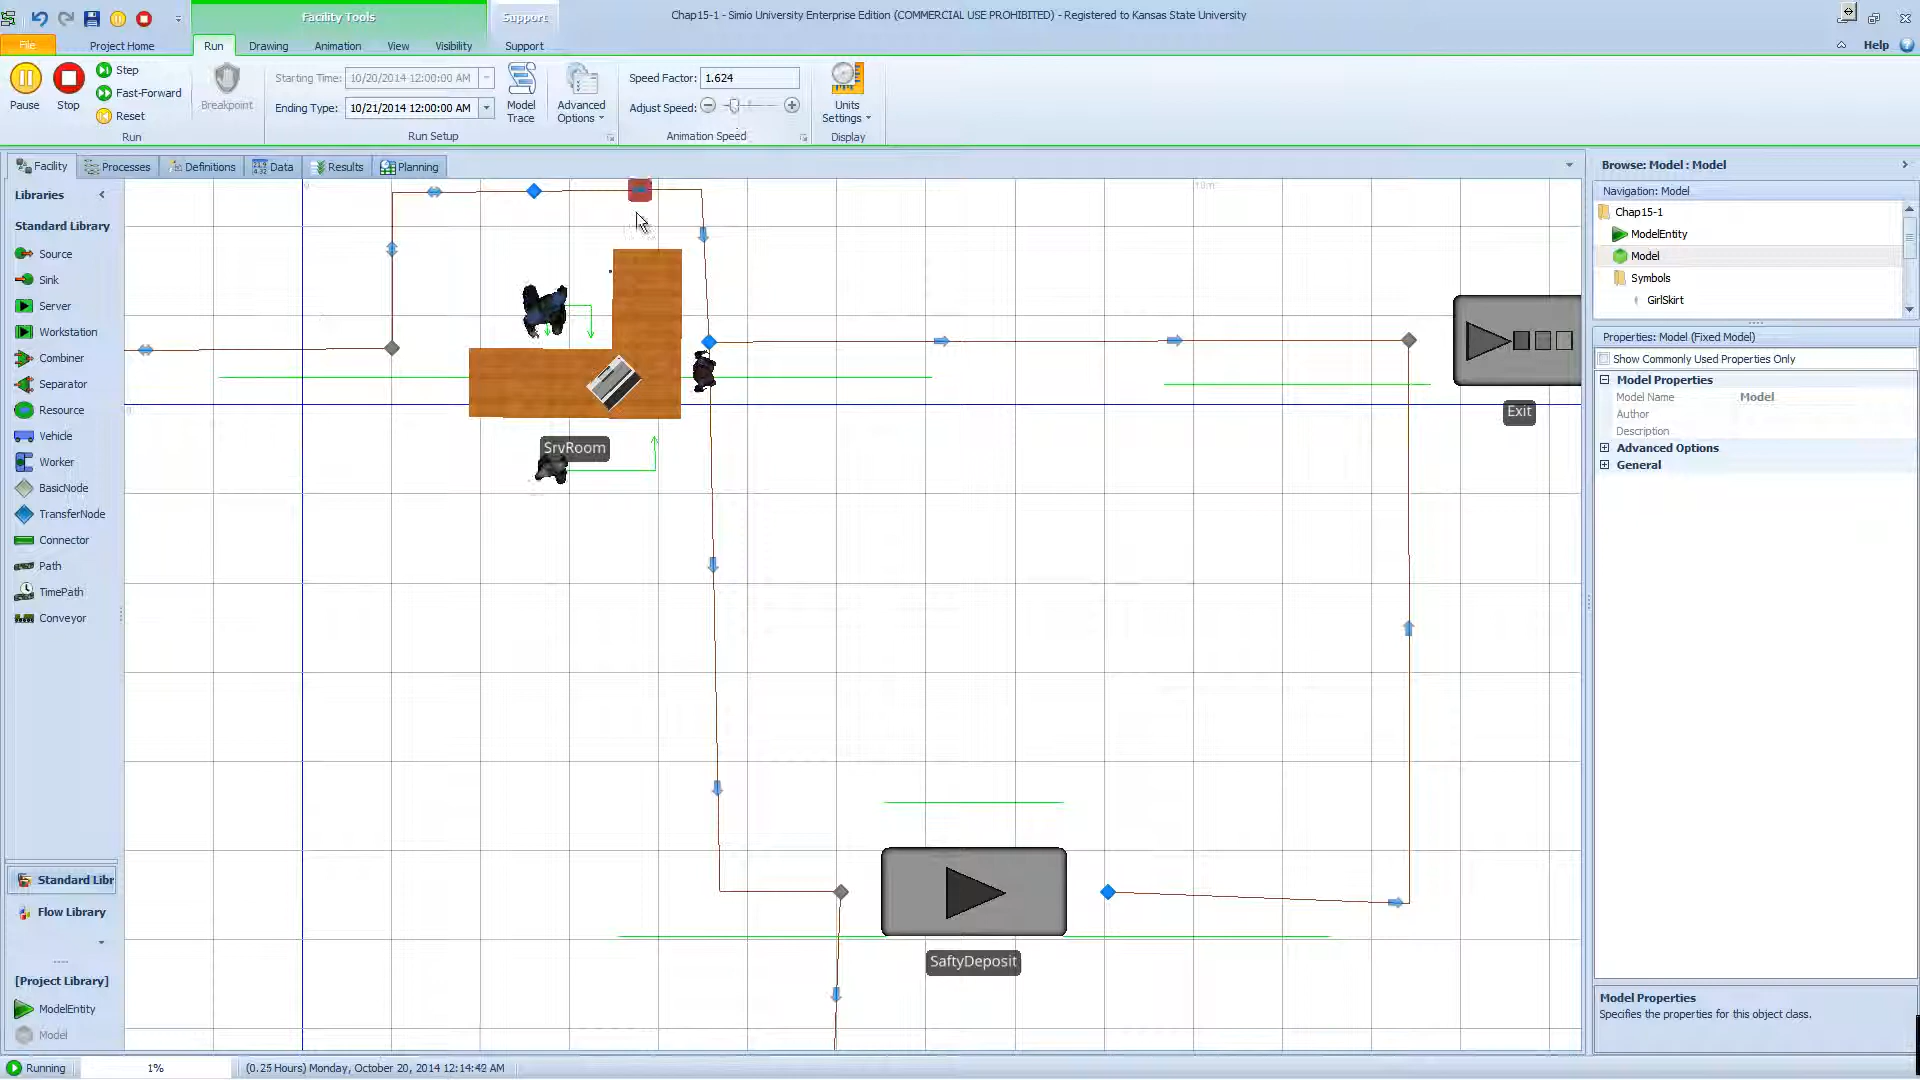 Facility Tools
Support
Chap15-1 - Simio University Enterprise Edition (COMMERCIAL USE PROHIBITED) - Registered to Kansas State University
File
Project Home
Run
Drawing
Animation
View
Visibility
Support
Help
Pause
Stop
Step
Fast-Forward
Reset
Run
Breakpoint
Starting Time: 10/20/2014 12:00:00 AM
Ending Type: 10/21/2014 12:00:00 AM
Run Setup
Model
Trace
Advanced
Options
Speed Factor: 1.624
Adjust Speed:
Animation Speed
Units
Settings
Display
Facility
Processes
Definitions
Data
Results
Planning
Libraries
Standard Library
Source
Sink
Server
Workstation
Combiner
Separator
Resource
Vehicle
Worker
BasicNode
TransferNode
Connector
Path
TimePath
Conveyor
Standard Libr
Flow Library
[Project Library]
ModelEntity
Model
SrvRoom
SaftyDeposit
Exit
Browse: Model : Model
Navigation: Model
Chap15-1
ModelEntity
Model
Symbols
GirlSkirt
Properties: Model (Fixed Model)
Show Commonly Used Properties Only
Model Properties
Model Name Model
Author
Description
Advanced Options
General
Model Properties
Specifies the properties for this object class.
Running
1%
(0.25 Hours) Monday, October 20, 2014 12:14:42 AM